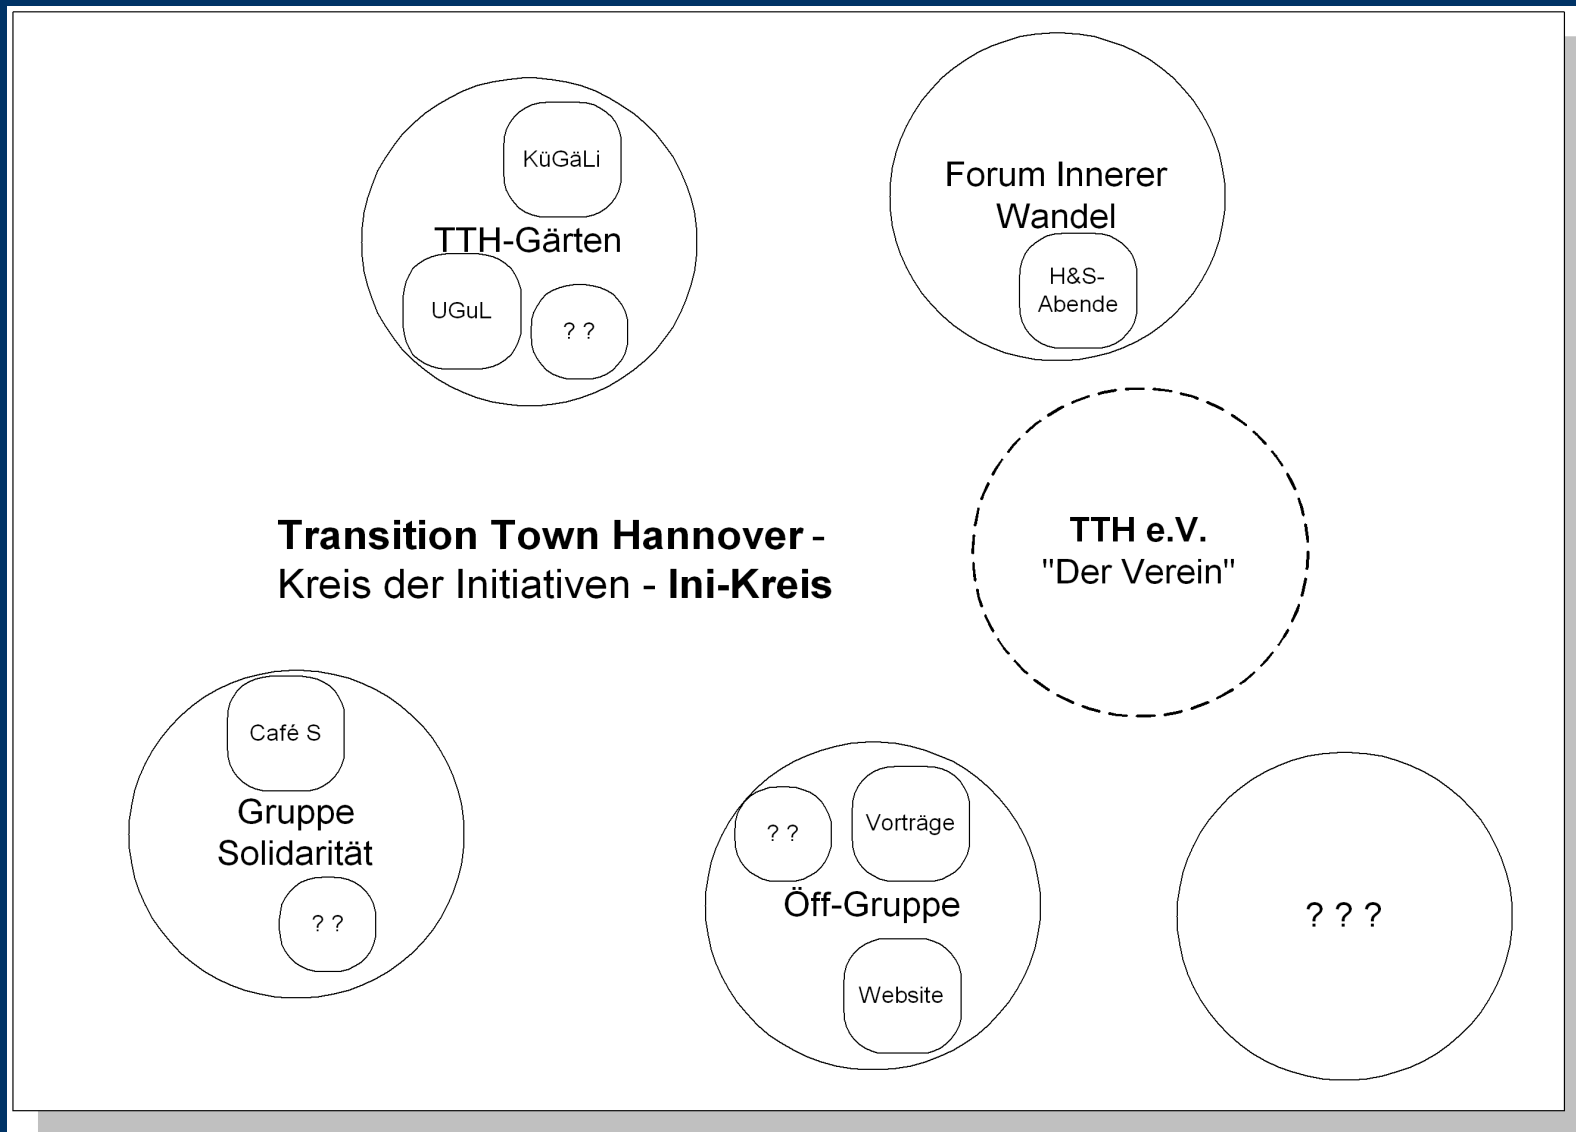 KüGäLi
TTH-Gärten
UGuL
? ?
Forum Innerer
Wandel
H&S-
Abende
Transition Town Hannover -
Kreis der Initiativen - Ini-Kreis
TTH e.V.
"Der Verein"
Café S
Gruppe
Solidarität
? ?
? ?
Vorträge
Öff-Gruppe
Website
? ? ?